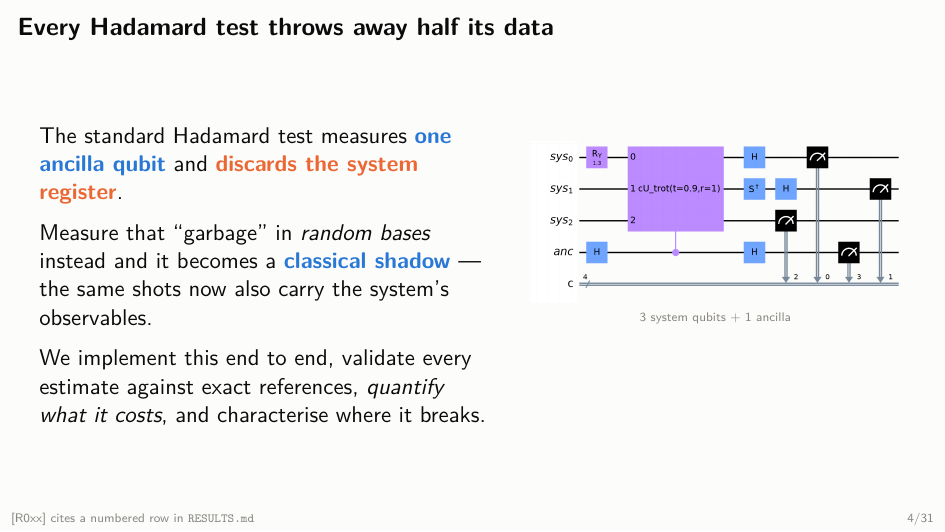 Every Hadamard test throws away half its data
The standard Hadamard test measures one
ancilla qubit and discards the system
register.
Measure that “garbage” in random bases
instead and it becomes a classical shadow —
the same shots now also carry the system’s
observables.
We implement this end to end, validate every
estimate against exact references, quantify
what it costs, and characterise where it breaks.
sys0 RY 1.3 0 H
sys1 1 cU_trot(t=0.9,r=1) S† H
sys2 2
anc H H
c 4 2 0 3 1
3 system qubits + 1 ancilla
[R0xx] cites a numbered row in RESULTS.md
4/31